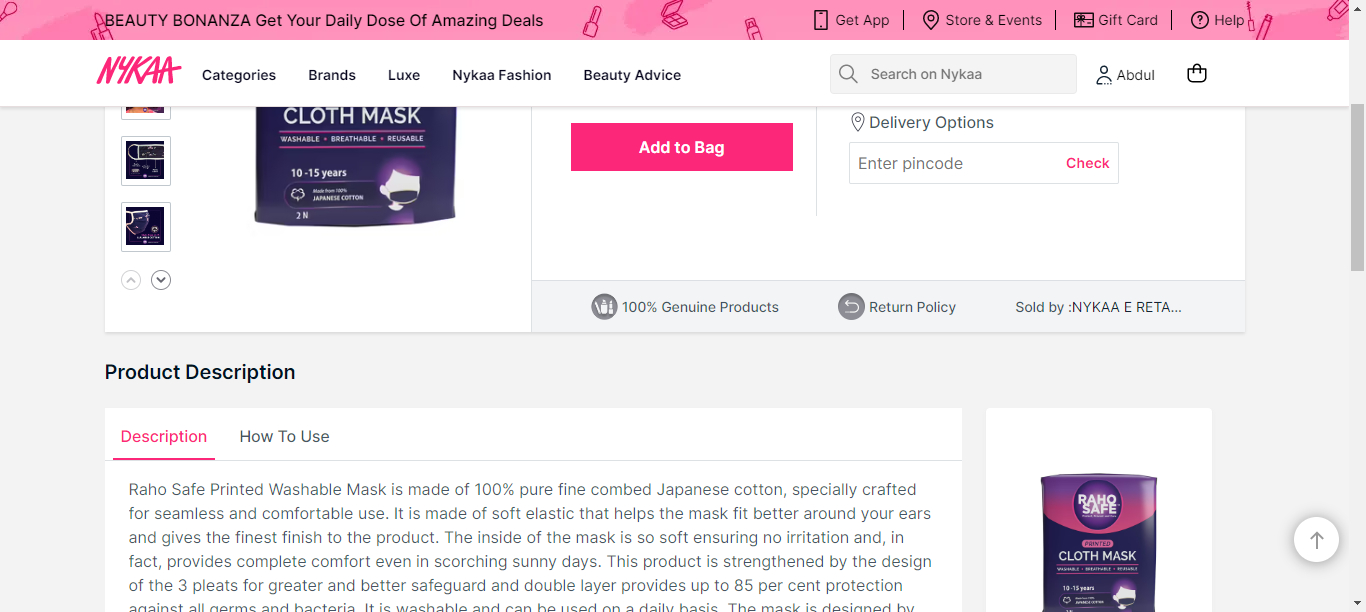 BEAUTY BONANZA Get Your Daily Dose Of Amazing Deals
Get App
Store & Events
Gift Card
Help
NYKAA
Categories
Brands
Luxe
Nykaa Fashion
Beauty Advice
Search on Nykaa
Abdul
CLOTH MASK
WASHABLE • BREATHABLE • REUSABLE
10-15 years
Made from 100%
JAPANESE COTTON
2 N
Add to Bag
Delivery Options
Enter pincode
Check
100% Genuine Products
Return Policy
Sold by :NYKAA E RETA...
Product Description
Description
How To Use
Raho Safe Printed Washable Mask is made of 100% pure fine combed Japanese cotton, specially crafted
for seamless and comfortable use. It is made of soft elastic that helps the mask fit better around your ears
and gives the finest finish to the product. The inside of the mask is so soft ensuring no irritation and, in
fact, provides complete comfort even in scorching sunny days. This product is strengthened by the design
of the 3 pleats for greater and better safeguard and double layer provides up to 85 per cent protection
against all germs and bacteria. It is washable and can be used on a daily basis. The mask is designed by
RAHO
SAFE
PRINTED
CLOTH MASK
WASHABLE • BREATHABLE • REUSABLE
10-15 years
JAPANESE COTTON